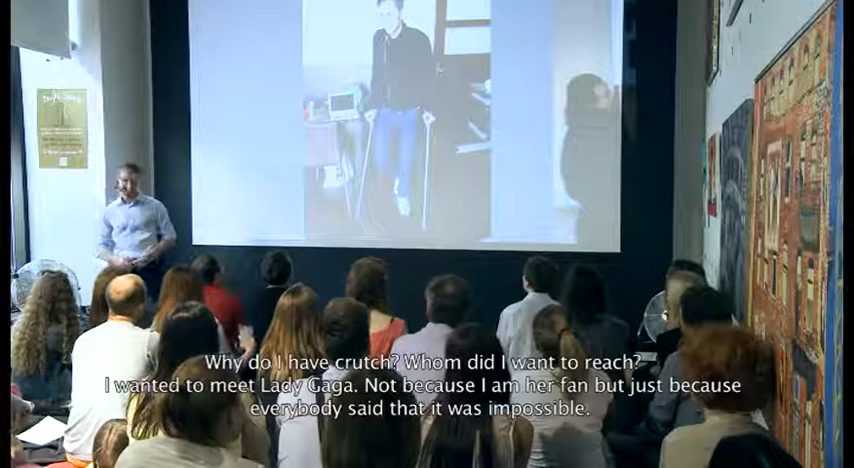 Why do I have crutch? Whom did I want to reach?
I wanted to meet Lady Gaga. Not because I am her fan but just because
everybody said that it was impossible.